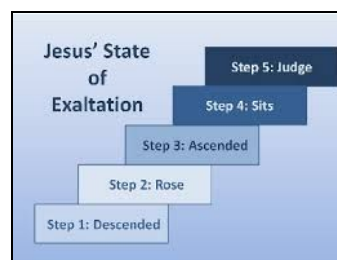 Jesus' State
of
Exaltation
Step 5: Judge
Step 4: Sits
Step 3: Ascended
Step 2: Rose
Step 1: Descended